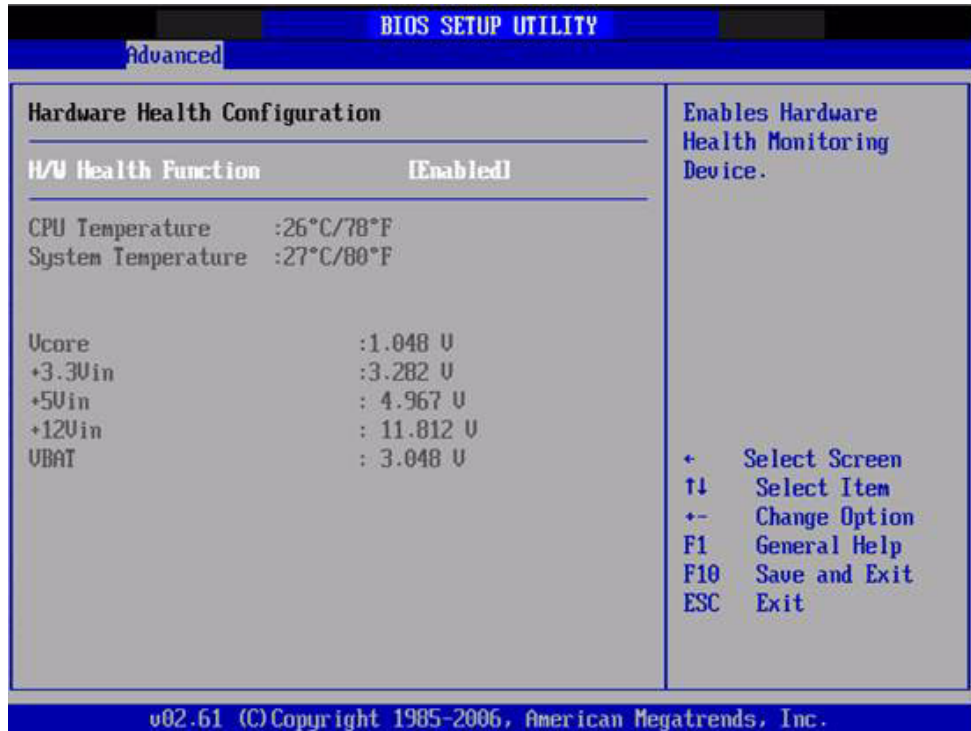 BIOS SETUP UTILITY
Advanced
Hardware Health Configuration
H/W Health Function [Enabled]
CPU Temperature :26°C/78°F
System Temperature :27°C/80°F
Vcore :1.048 V
+3.3Vin :3.282 V
+5Vin : 4.967 V
+12Vin : 11.812 V
VBAT : 3.048 V
Enables Hardware
Health Monitoring
Device.
← Select Screen
↑↓ Select Item
+- Change Option
F1 General Help
F10 Save and Exit
ESC Exit
v02.61 (C)Copyright 1985-2006, American Megatrends, Inc.